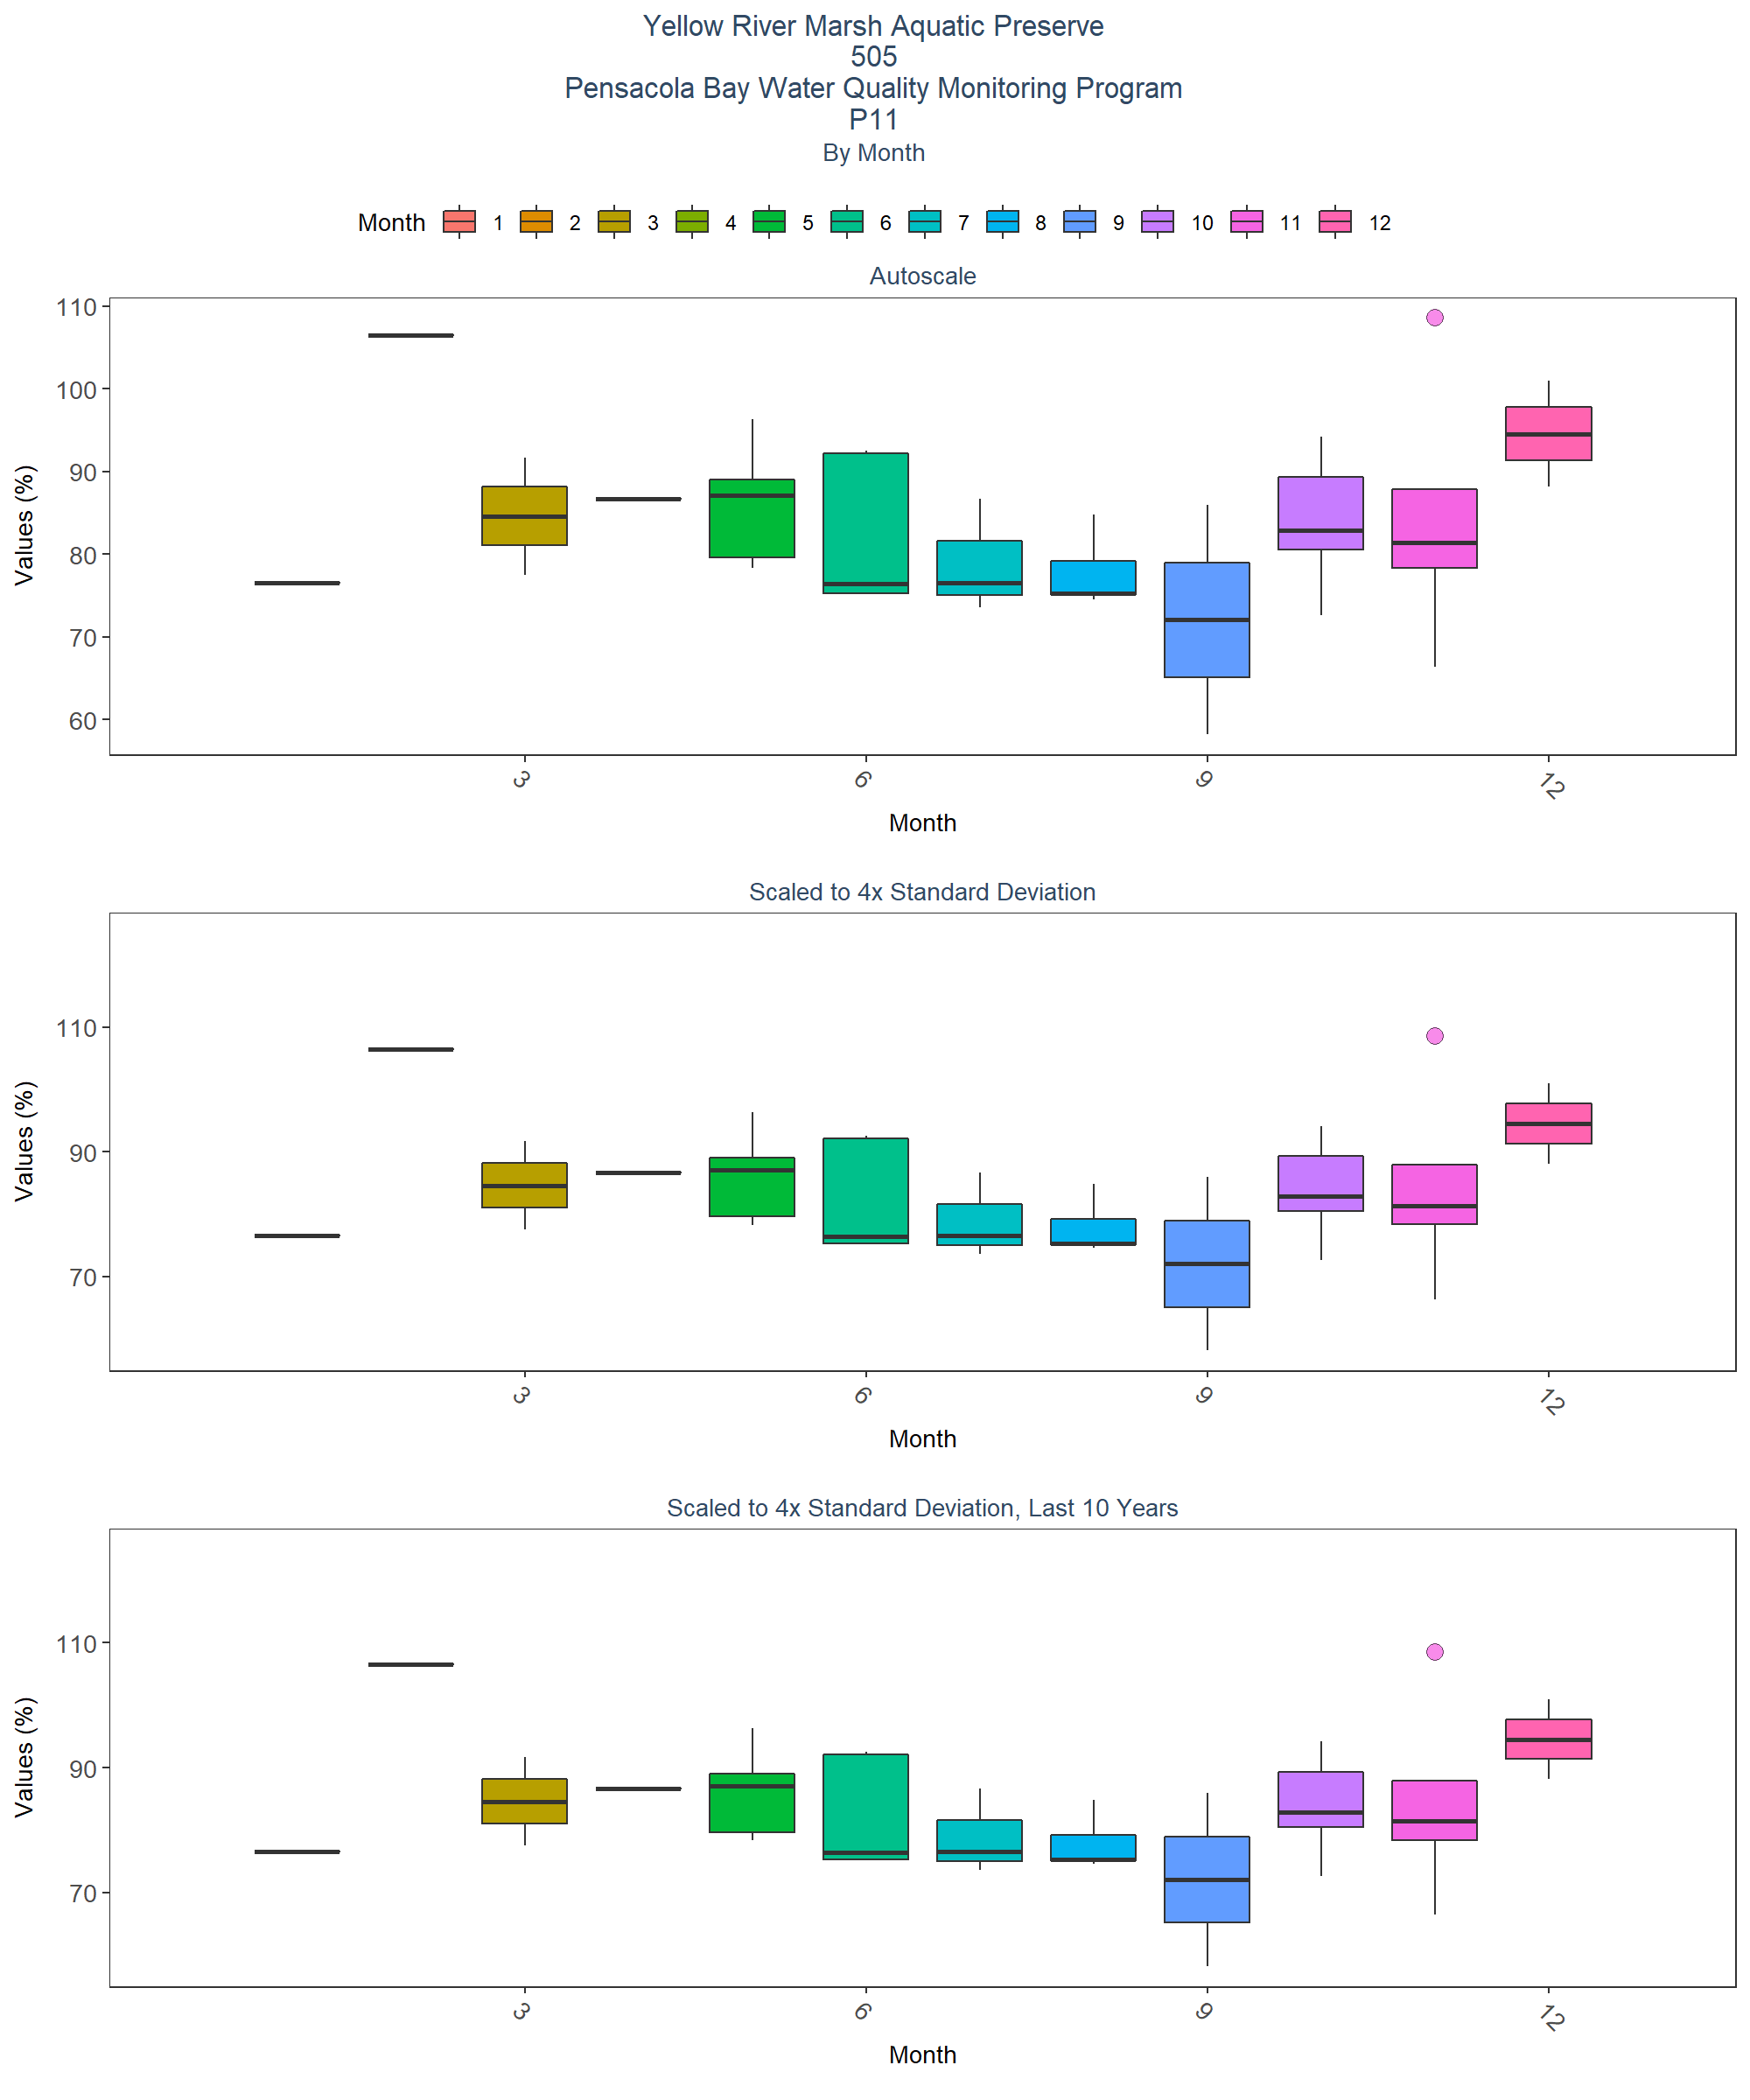 Yellow River Marsh Aquatic Preserve
505
Pensacola Bay Water Quality Monitoring Program
P11
By Month
Month 1 2 3 4 5 6 7 8 9 10 11 12
Autoscale
Values (%)
110
100
90
80
70
60
3 6 9 12
Month
Scaled to 4x Standard Deviation
Values (%)
110
90
70
3 6 9 12
Month
Scaled to 4x Standard Deviation, Last 10 Years
Values (%)
110
90
70
3 6 9 12
Month